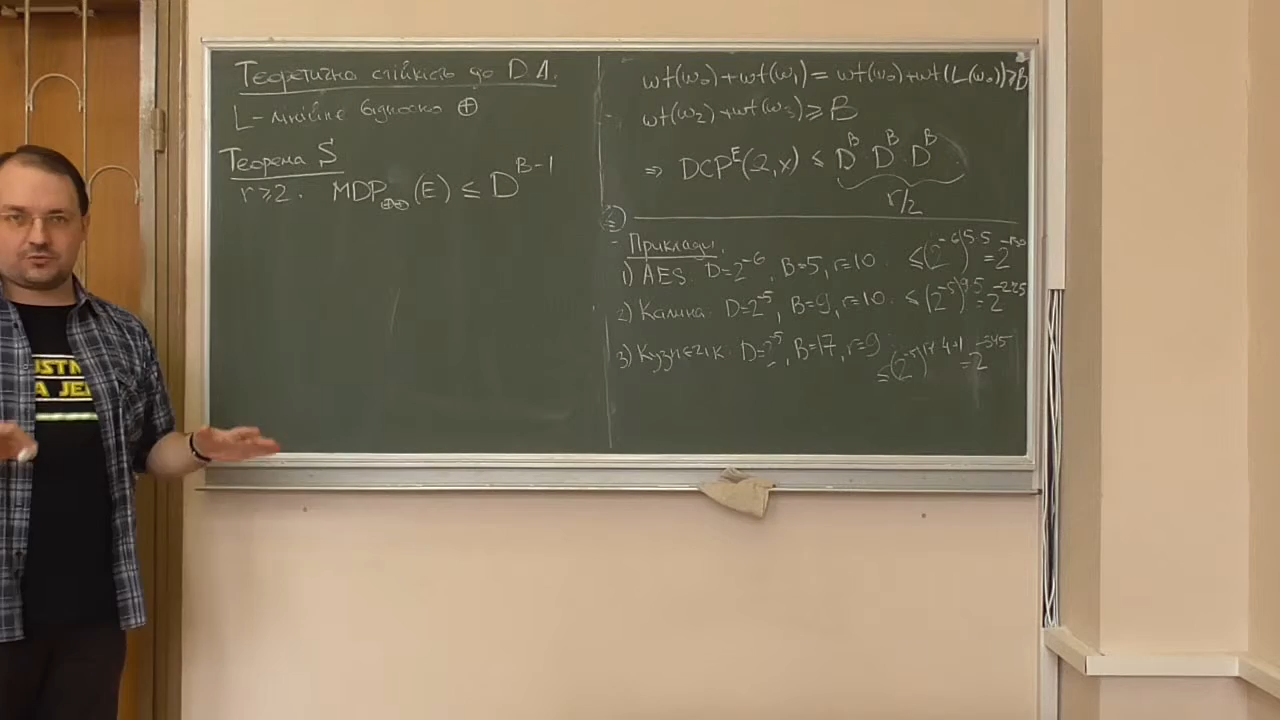 Теоретична стійкість до D.A.
L - лінійне відносно ⊕
Теорема 5
r≥2. MDP⊕,⊕(E) ≤ D^{B-1}
wt(ω₀)+wt(ω₁) = wt(ω₀)+wt(L(ω₀)) ≥ B
wt(ω₂)+wt(ω₃) ≥ B
⇒ DCP^E(Ω,x) ≤ D^B · D^B · D^B
r/2
Приклади.
1) AES. D=2^{-6}, B=5, r=10. ≤(2^{-6})^{5·5} = 2^{-150}
2) Калина. D=2^{-5}, B=9, r=10. ≤(2^{-5})^{9·5} = 2^{-225}
3) Кузнєчік. D=2^{-5}, B=17, r=9 ≤(2^{-5})^{17·4+1} = 2^{-345}
JUST
A JE